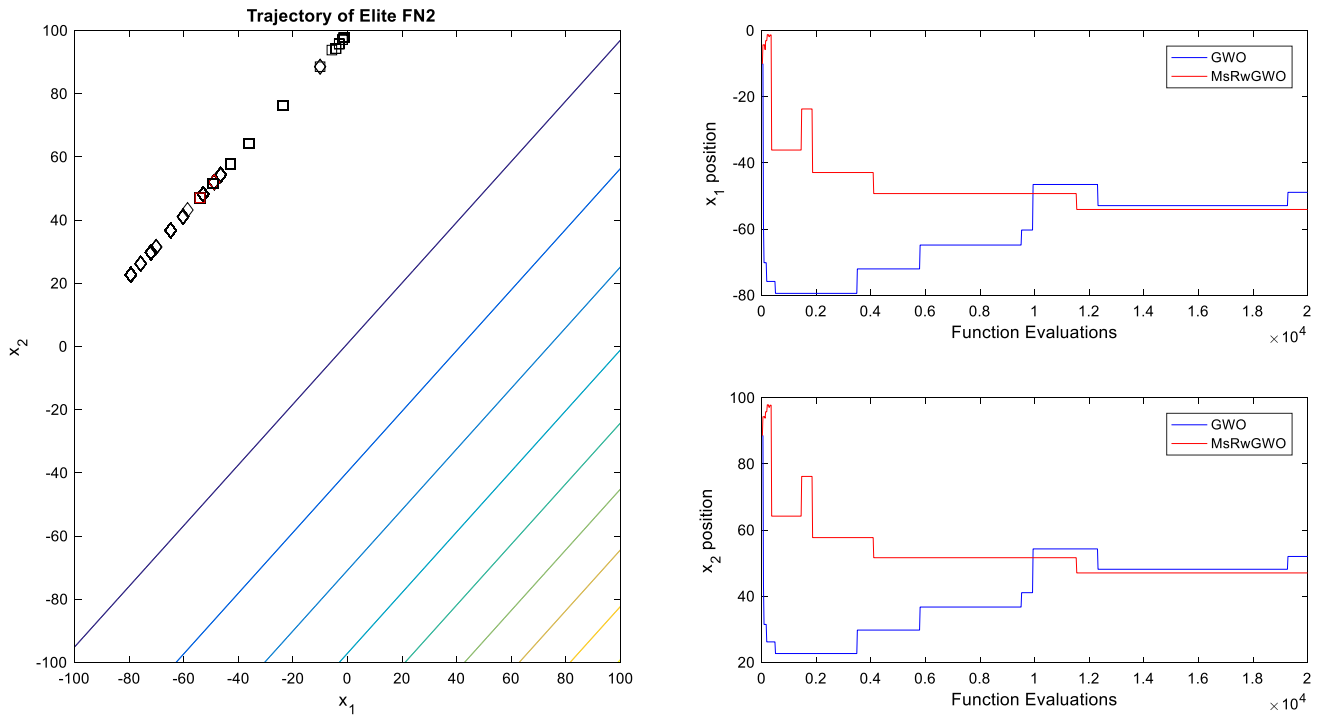 Trajectory of Elite FN2
100
80
60
40
20
0
-20
-40
-60
-80
-100
x2
-100 -80 -60 -40 -20 0 20 40 60 80 100
x1
0
-20
-40
-60
-80
x1 position
GWO
MsRwGWO
0 0.2 0.4 0.6 0.8 1 1.2 1.4 1.6 1.8 2
Function Evaluations
×10^4
100
80
60
40
20
x2 position
GWO
MsRwGWO
0 0.2 0.4 0.6 0.8 1 1.2 1.4 1.6 1.8 2
Function Evaluations
×10^4